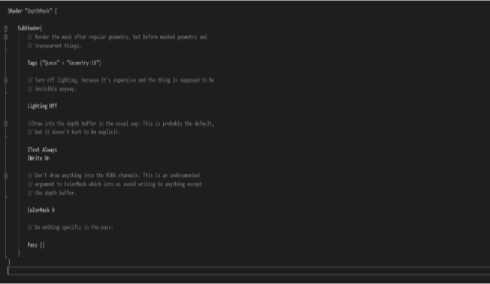 Shader "DepthMask" {
SubShader{
// Render the mask after regular geometry, but before masked geometry and
// transparent things.
Tags {"Queue" = "Geometry-10"}
// Turn off lighting, because it's expensive and the thing is supposed to be
// invisible anyway.
Lighting Off
//Draw into the depth buffer in the usual way. This is probably the default,
// but it doesn't hurt to be explicit.
ZTest Always
ZWrite On
// Don't draw anything into the RGBA channels. This is an undocumented
// argument to ColorMask which lets us avoid writing to anything except
// the depth buffer.
ColorMask 0
// Do nothing specific in the pass:
Pass {}
}
}